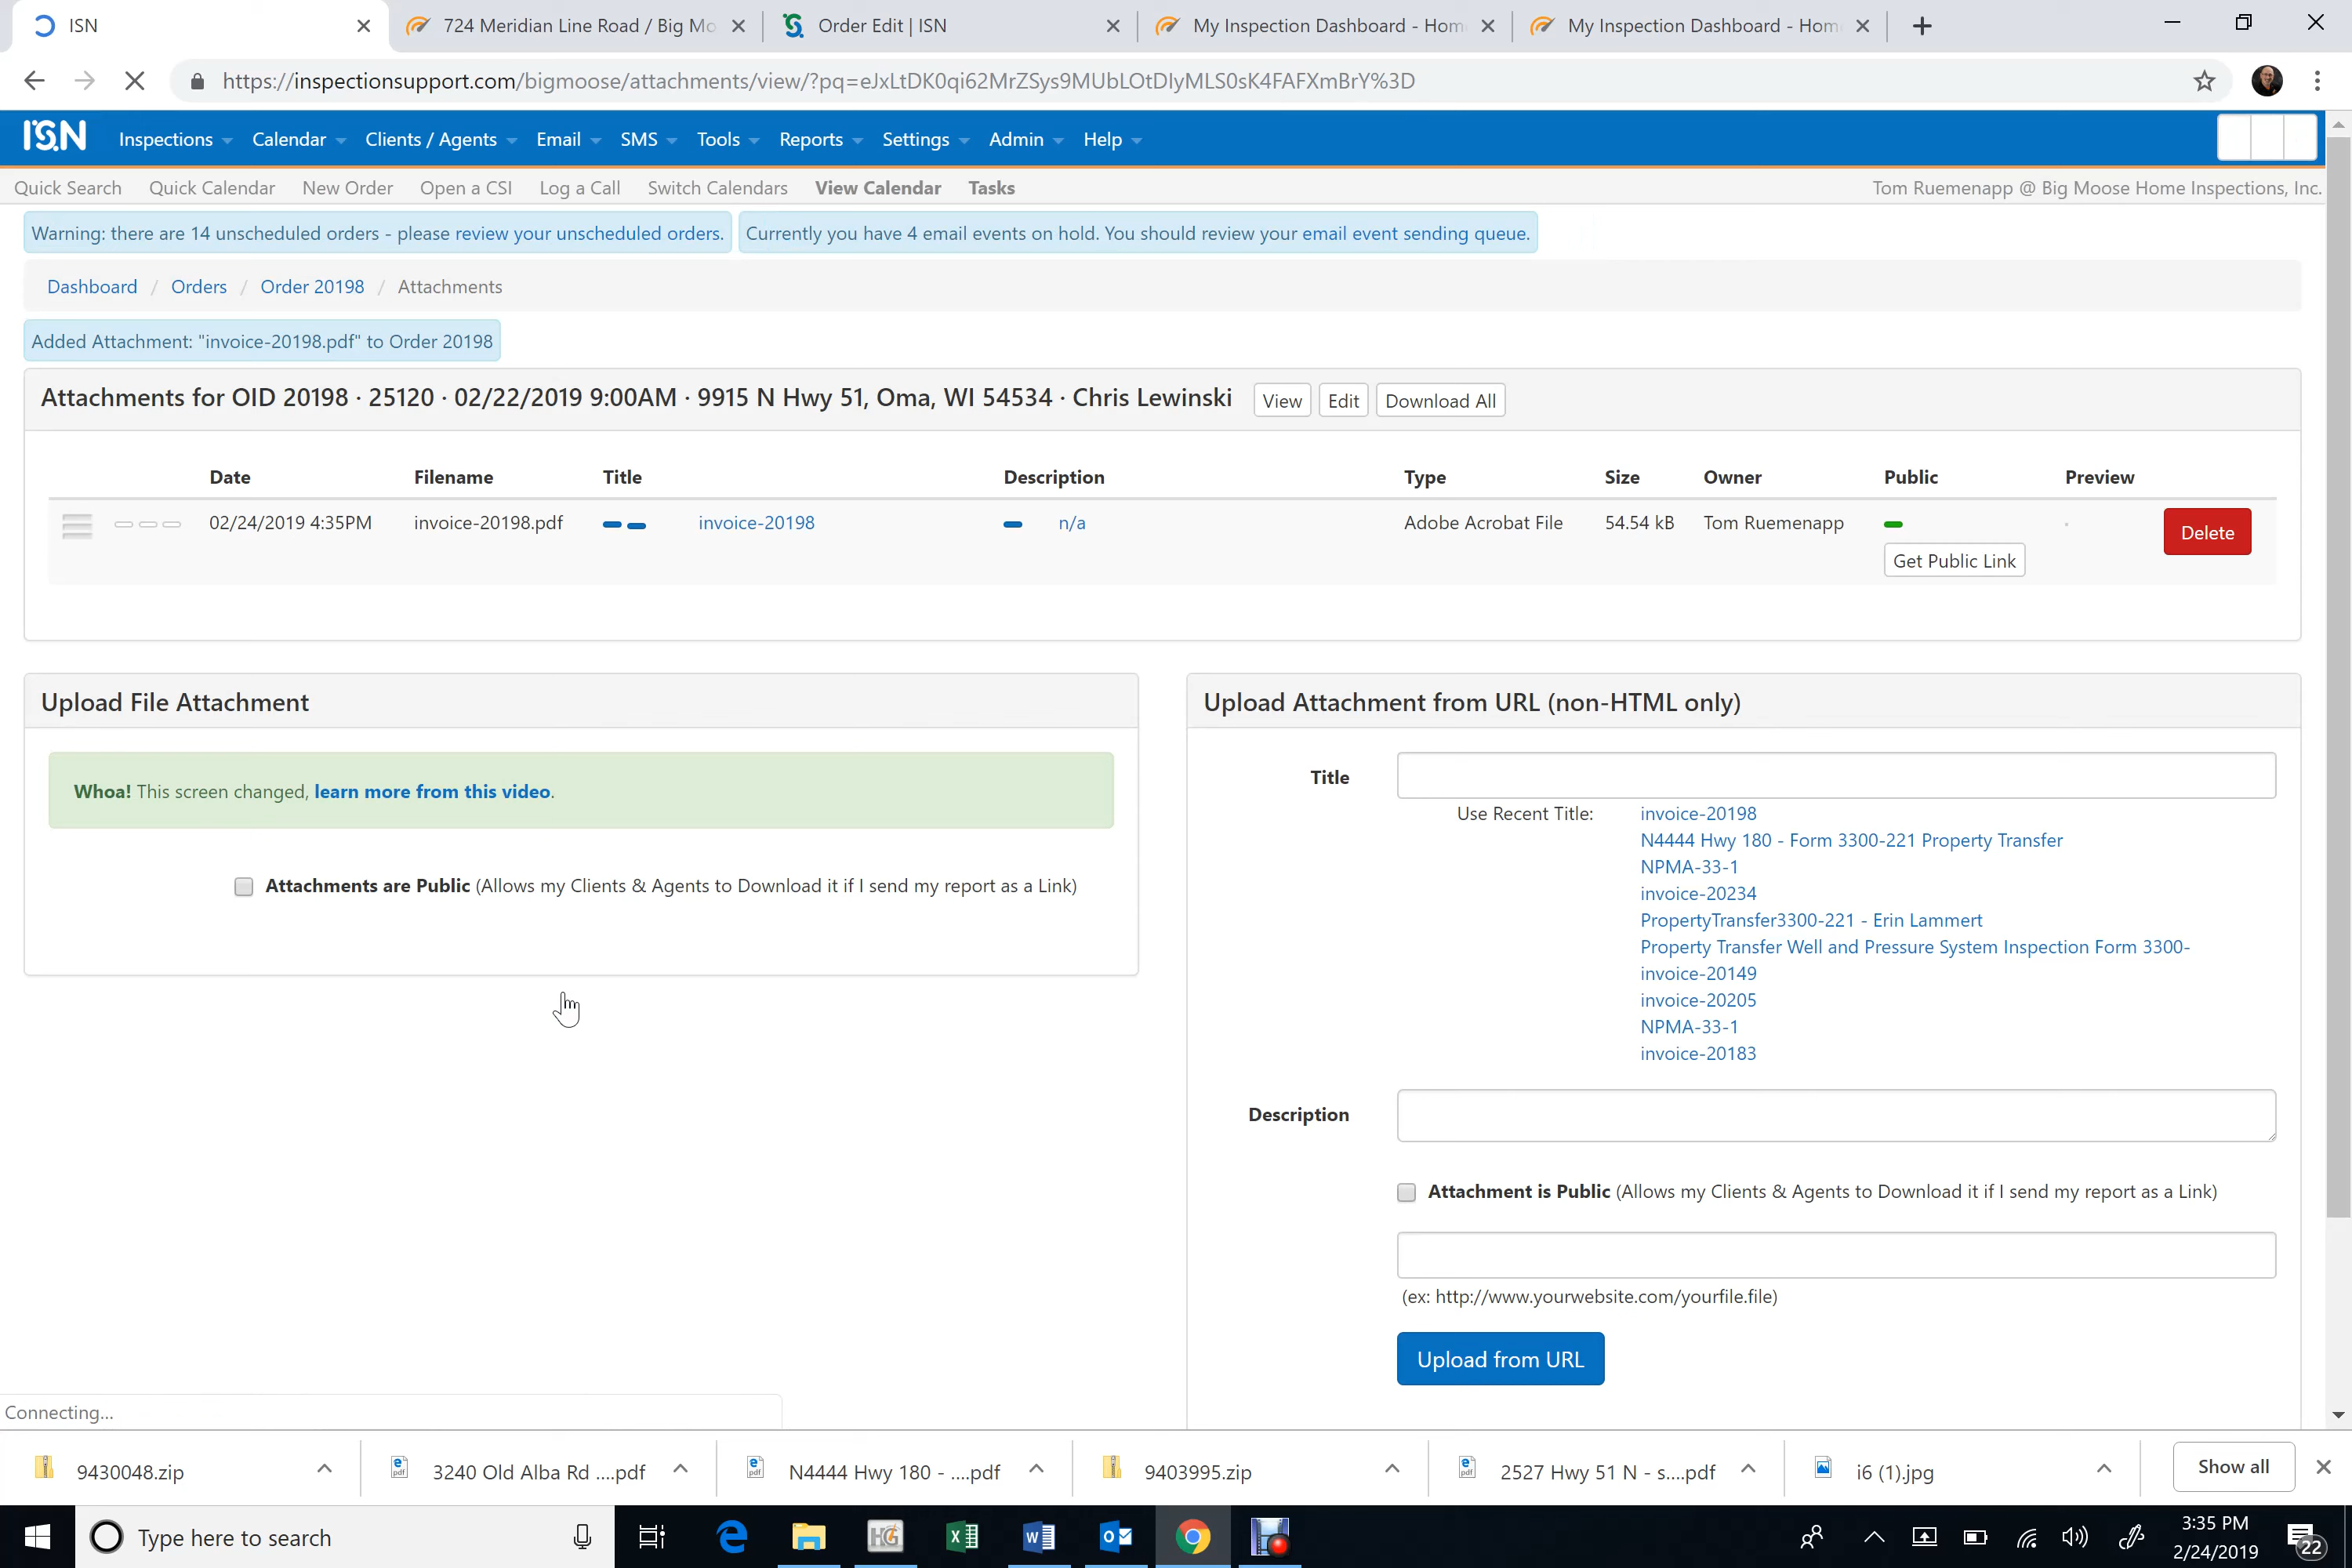 ISN
724 Meridian Line Road / Big Mo
Order Edit | ISN
My Inspection Dashboard - Hom
My Inspection Dashboard - Hom
https://inspectionsupport.com/bigmoose/attachments/view/?pq=eJxLtDK0qi62MrZSys9MUbLOtDIyMLS0sK4FAFXmBrY%3D
ISN Inspections Calendar Clients / Agents Email SMS Tools Reports Settings Admin Help
Quick Search Quick Calendar New Order Open a CSI Log a Call Switch Calendars View Calendar Tasks Tom Ruemenapp @ Big Moose Home Inspections, Inc.
Warning: there are 14 unscheduled orders - please review your unscheduled orders. Currently you have 4 email events on hold. You should review your email event sending queue.
Dashboard / Orders / Order 20198 / Attachments
Added Attachment: "invoice-20198.pdf" to Order 20198
Attachments for OID 20198 · 25120 · 02/22/2019 9:00AM · 9915 N Hwy 51, Oma, WI 54534 · Chris Lewinski View Edit Download All
Date Filename Title Description Type Size Owner Public Preview
02/24/2019 4:35PM invoice-20198.pdf invoice-20198 n/a Adobe Acrobat File 54.54 kB Tom Ruemenapp Delete
Get Public Link
Upload File Attachment
Whoa! This screen changed, learn more from this video.
Attachments are Public (Allows my Clients & Agents to Download it if I send my report as a Link)
Upload Attachment from URL (non-HTML only)
Title
Use Recent Title: invoice-20198
N4444 Hwy 180 - Form 3300-221 Property Transfer
NPMA-33-1
invoice-20234
PropertyTransfer3300-221 - Erin Lammert
Property Transfer Well and Pressure System Inspection Form 3300-
invoice-20149
invoice-20205
NPMA-33-1
invoice-20183
Description
Attachment is Public (Allows my Clients & Agents to Download it if I send my report as a Link)
(ex: http://www.yourwebsite.com/yourfile.file)
Upload from URL
Connecting...
9430048.zip
3240 Old Alba Rd ....pdf
N4444 Hwy 180 - ....pdf
9403995.zip
2527 Hwy 51 N - s....pdf
i6 (1).jpg
Show all
Type here to search
3:35 PM
2/24/2019
22